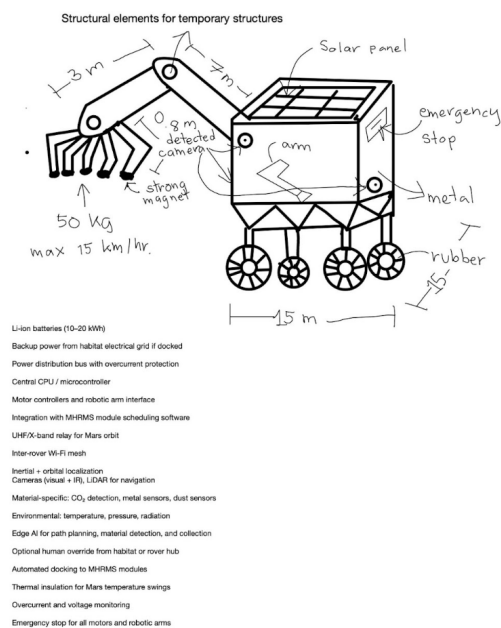 Structural elements for temporary structures
Solar panel
3 m
7 m
emergency
stop
0.8 m
detected
camera
arm
strong
magnet
metal
50 kg
max 15 km/hr.
rubber
15
15 m
Li-ion batteries (10–20 kWh)
Backup power from habitat electrical grid if docked
Power distribution bus with overcurrent protection
Central CPU / microcontroller
Motor controllers and robotic arm interface
Integration with MHRMS module scheduling software
UHF/X-band relay for Mars orbit
Inter-rover Wi-Fi mesh
Inertial + orbital localization
Cameras (visual + IR), LiDAR for navigation
Material-specific: CO₂ detection, metal sensors, dust sensors
Environmental: temperature, pressure, radiation
Edge AI for path planning, material detection, and collection
Optional human override from habitat or rover hub
Automated docking to MHRMS modules
Thermal insulation for Mars temperature swings
Overcurrent and voltage monitoring
Emergency stop for all motors and robotic arms